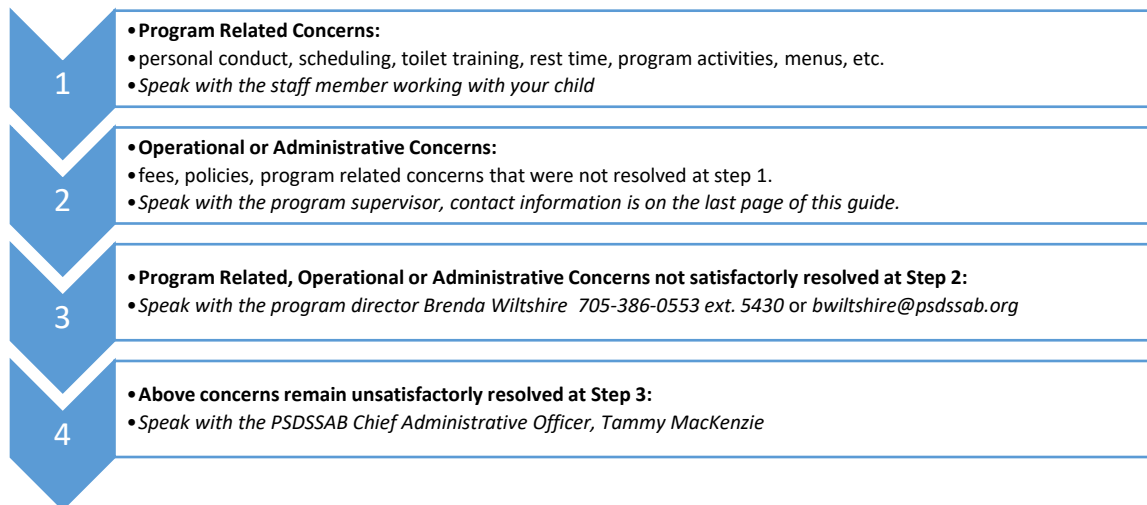 1
•Program Related Concerns:
•personal conduct, scheduling, toilet training, rest time, program activities, menus, etc.
•Speak with the staff member working with your child
2
•Operational or Administrative Concerns:
•fees, policies, program related concerns that were not resolved at step 1.
•Speak with the program supervisor, contact information is on the last page of this guide.
3
•Program Related, Operational or Administrative Concerns not satisfactorily resolved at Step 2:
•Speak with the program director Brenda Wiltshire  705-386-0553 ext. 5430 or bwiltshire@psdssab.org
4
•Above concerns remain unsatisfactorily resolved at Step 3:
•Speak with the PSDSSAB Chief Administrative Officer, Tammy MacKenzie